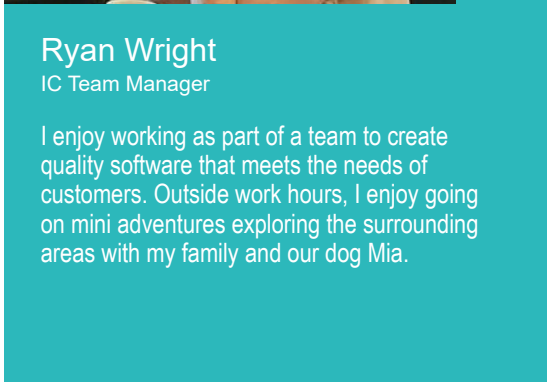 Ryan Wright
IC Team Manager
I enjoy working as part of a team to create
quality software that meets the needs of
customers. Outside work hours, I enjoy going
on mini adventures exploring the surrounding
areas with my family and our dog Mia.